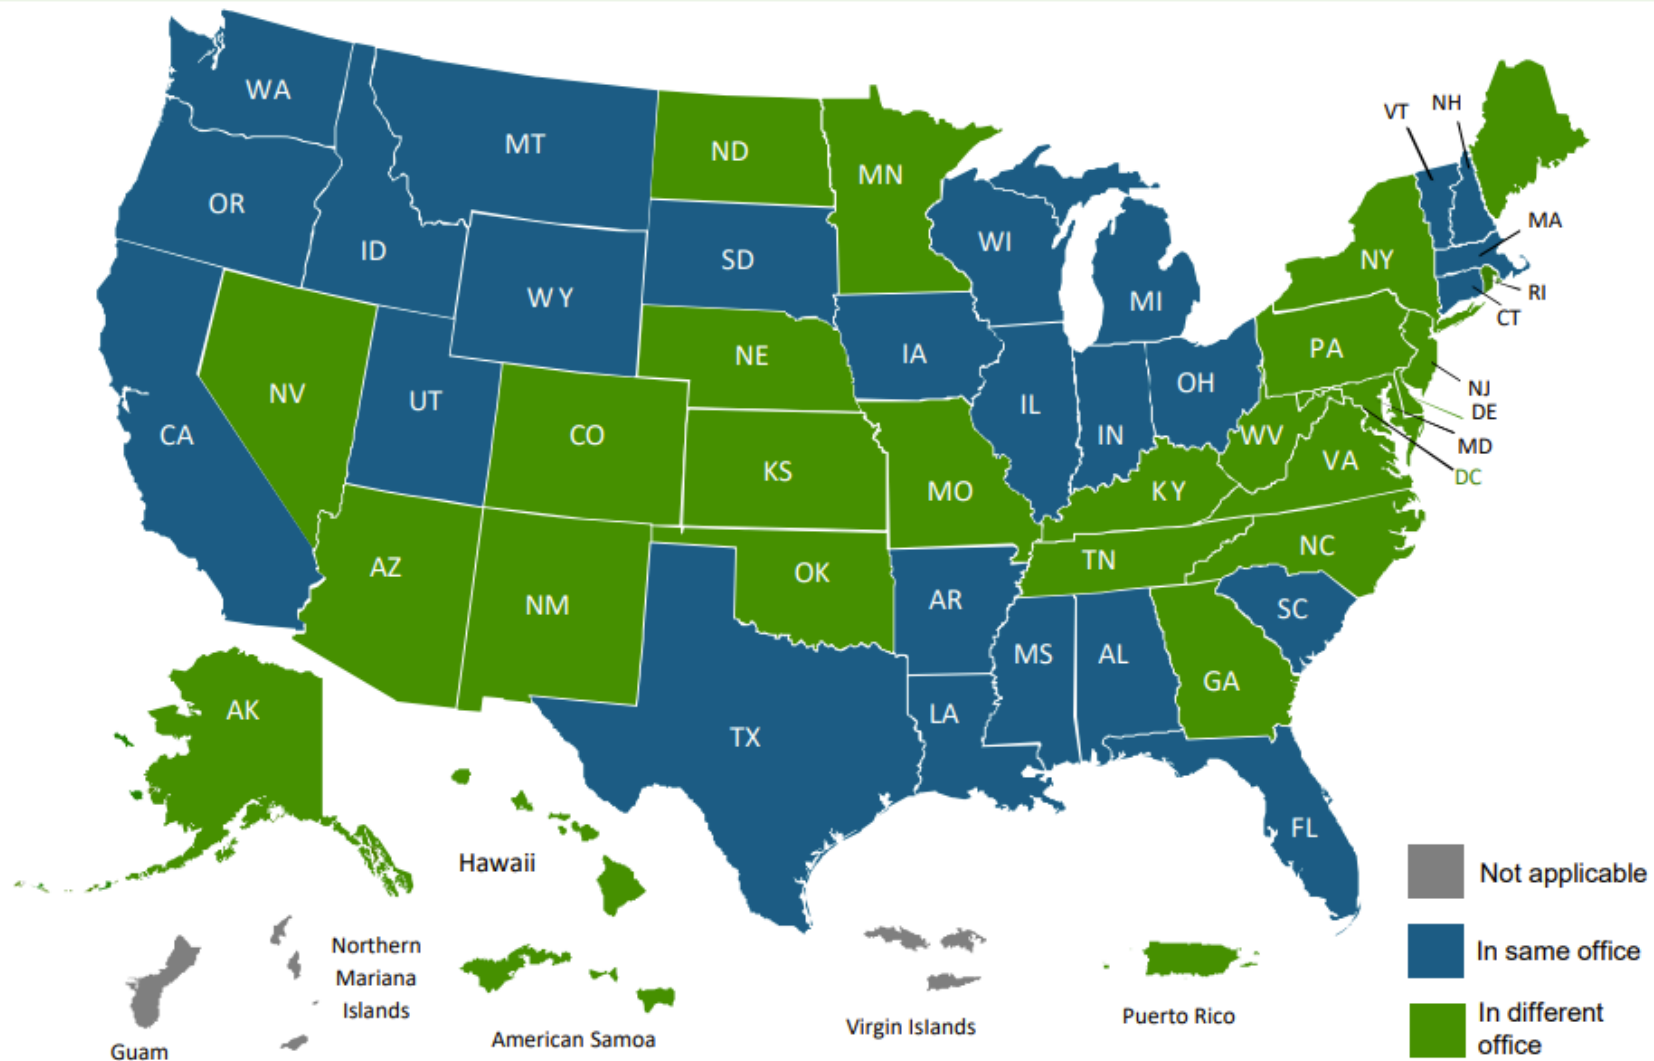 WA
MT
ND
MN
VT
NH
OR
ID
WY
SD
WI
MI
NY
MA
RI
CT
NV
UT
CO
NE
IA
IL
IN
OH
PA
NJ
DE
MD
DC
CA
KS
MO
KY
WV
VA
AZ
NM
OK
AR
TN
NC
SC
MS
AL
GA
TX
LA
FL
AK
Hawaii
Northern
Mariana
Islands
Guam
American Samoa
Virgin Islands
Puerto Rico
Not applicable
In same office
In different
office